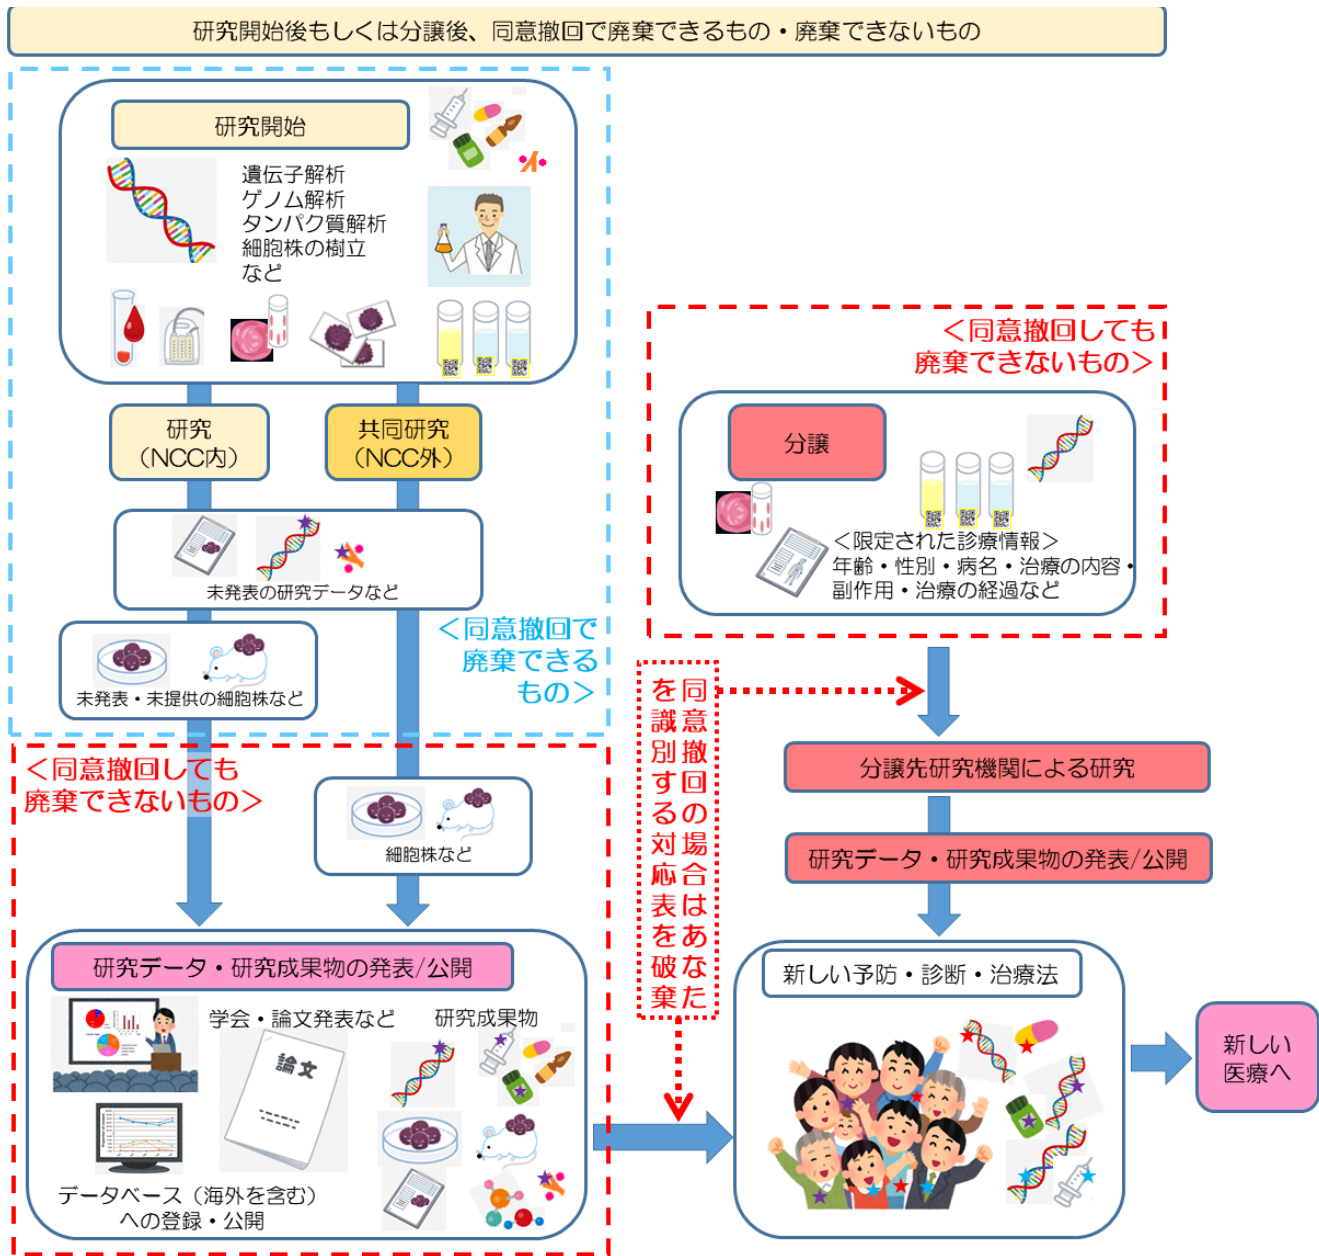 研究開始後もしくは分譲後、同意撤回で廃棄できるもの・廃棄できないもの
研究開始
遺伝子解析
ゲノム解析
タンパク質解析
細胞株の樹立
など
研究
（NCC内）
共同研究
（NCC外）
未発表の研究データなど
未発表・未提供の細胞株など
＜同意撤回で
廃棄できる
もの＞
＜同意撤回しても
廃棄できないもの＞
細胞株など
研究データ・研究成果物の発表/公開
学会・論文発表など
研究成果物
論文
データベース（海外を含む）
への登録・公開
＜同意撤回しても
廃棄できないもの＞
分譲
＜限定された診療情報＞
年齢・性別・病名・治療の内容・
副作用・治療の経過など
同意撤回の場合はあなた
を識別する対応表を破棄
分譲先研究機関による研究
研究データ・研究成果物の発表/公開
新しい予防・診断・治療法
新しい
医療へ